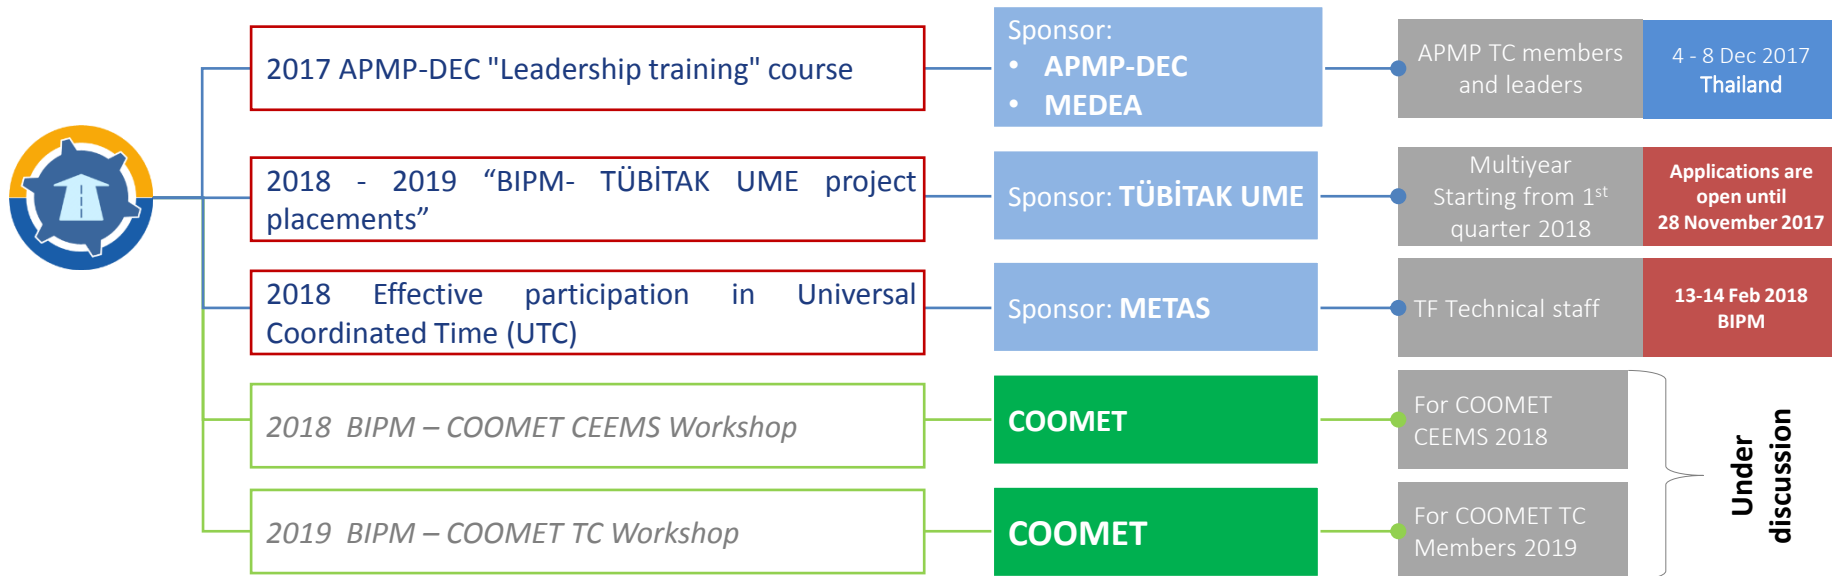 2017 APMP-DEC "Leadership training" course
Sponsor:
• APMP-DEC
• MEDEA
APMP TC members
and leaders
4 - 8 Dec 2017
Thailand
2018 - 2019 “BIPM- TÜBİTAK UME project
placements”
Sponsor: TÜBİTAK UME
Multiyear
Starting from 1st
quarter 2018
Applications are
open until
28 November 2017
2018 Effective participation in Universal
Coordinated Time (UTC)
Sponsor: METAS
TF Technical staff
13-14 Feb 2018
BIPM
2018 BIPM – COOMET CEEMS Workshop
COOMET
For COOMET
CEEMS 2018
2019 BIPM – COOMET TC Workshop
COOMET
For COOMET TC
Members 2019
Under
discussion